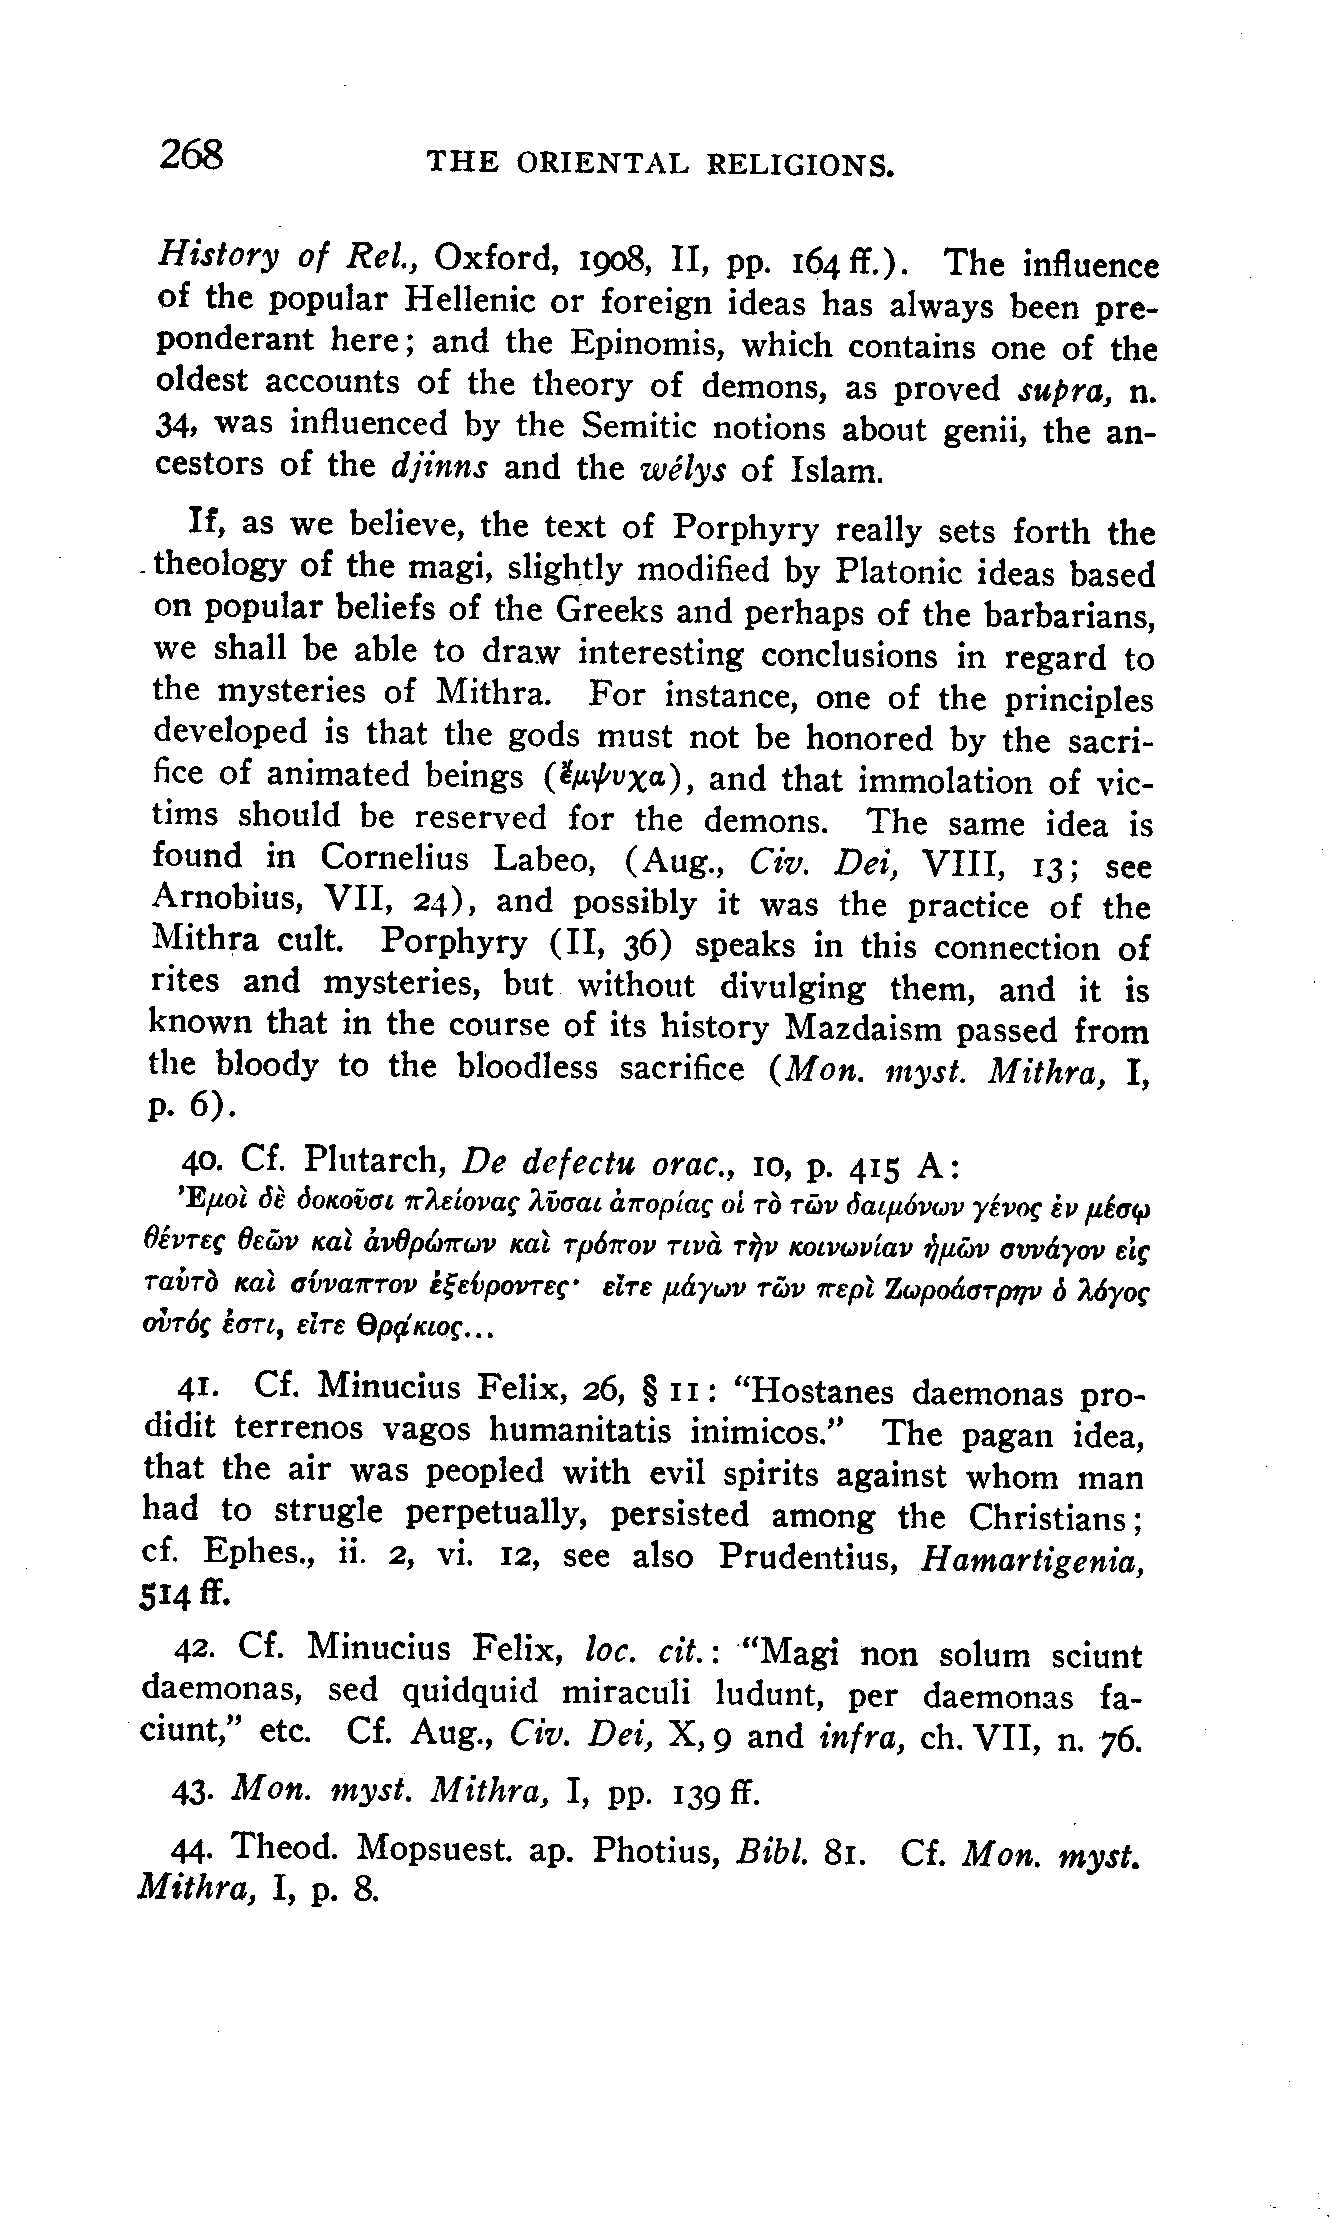 268
THE ORIENTAL RELIGIONS.
History of Rel., Oxford, 1908, II, pp. 164 ff.). The influence
of the popular Hellenic or foreign ideas has always been pre-
ponderant here; and the Epinomis, which contains one of the
oldest accounts of the theory of demons, as proved supra, n.
34, was influenced by the Semitic notions about genii, the an-
cestors of the djinns and the wélys of Islam.
If, as we believe, the text of Porphyry really sets forth the
theology of the magi, slightly modified by Platonic ideas based
on popular beliefs of the Greeks and perhaps of the barbarians,
we shall be able to draw interesting conclusions in regard to
the mysteries of Mithra. For instance, one of the principles
developed is that the gods must not be honored by the sacri-
fice of animated beings (ἔμψυχα), and that immolation of vic-
tims should be reserved for the demons. The same idea is
found in Cornelius Labeo, (Aug., Civ. Dei, VIII, 13; see
Arnobius, VII, 24), and possibly it was the practice of the
Mithra cult. Porphyry (II, 36) speaks in this connection of
rites and mysteries, but without divulging them, and it is
known that in the course of its history Mazdaism passed from
the bloody to the bloodless sacrifice (Mon. myst. Mithra, I,
p. 6).
40. Cf. Plutarch, De defectu orac., 10, p. 415 A:
Ἐμοὶ δὲ δοκοῦσι πλείονας λῦσαι ἀπορίας οἱ τὸ τῶν δαιμόνων γένος ἐν μέσῳ
θέντες θεῶν καὶ ἀνθρώπων καὶ τρόπον τινὰ τὴν κοινωνίαν ἡμῶν συνάγον εἰς
ταὐτὸ καὶ σύναπτον ἐξεύροντες· εἴτε μάγων τῶν περὶ Ζωροάστρην ὁ λόγος
οὗτός ἐστι, εἴτε Θρᾴκιος...
41. Cf. Minucius Felix, 26, § 11: "Hostanes daemonas pro-
didit terrenos vagos humanitatis inimicos." The pagan idea,
that the air was peopled with evil spirits against whom man
had to strugle perpetually, persisted among the Christians;
cf. Ephes., ii. 2, vi. 12, see also Prudentius, Hamartigenia,
514 ff.
42. Cf. Minucius Felix, loc. cit.: "Magi non solum sciunt
daemonas, sed quidquid miraculi ludunt, per daemonas fa-
ciunt," etc. Cf. Aug., Civ. Dei, X, 9 and infra, ch. VII, n. 76.
43. Mon. myst. Mithra, I, pp. 139 ff.
44. Theod. Mopsuest. ap. Photius, Bibl. 81. Cf. Mon. myst.
Mithra, I, p. 8.